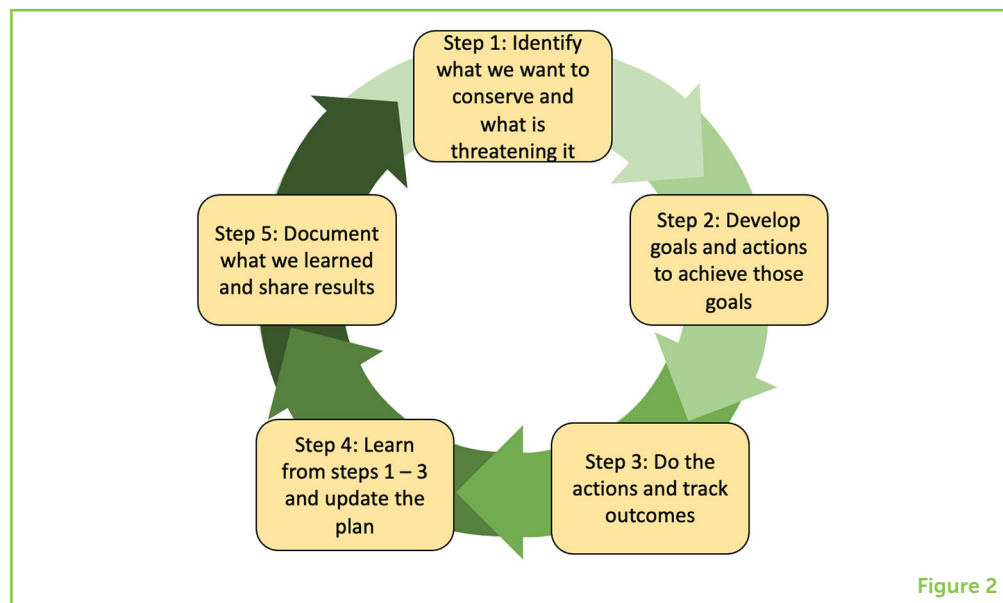 Step 1: Identify
what we want to
conserve and
what is
threatening it
Step 2: Develop
goals and actions
to achieve those
goals
Step 3: Do the
actions and track
outcomes
Step 4: Learn
from steps 1 – 3
and update the
plan
Step 5: Document
what we learned
and share results
Figure 2